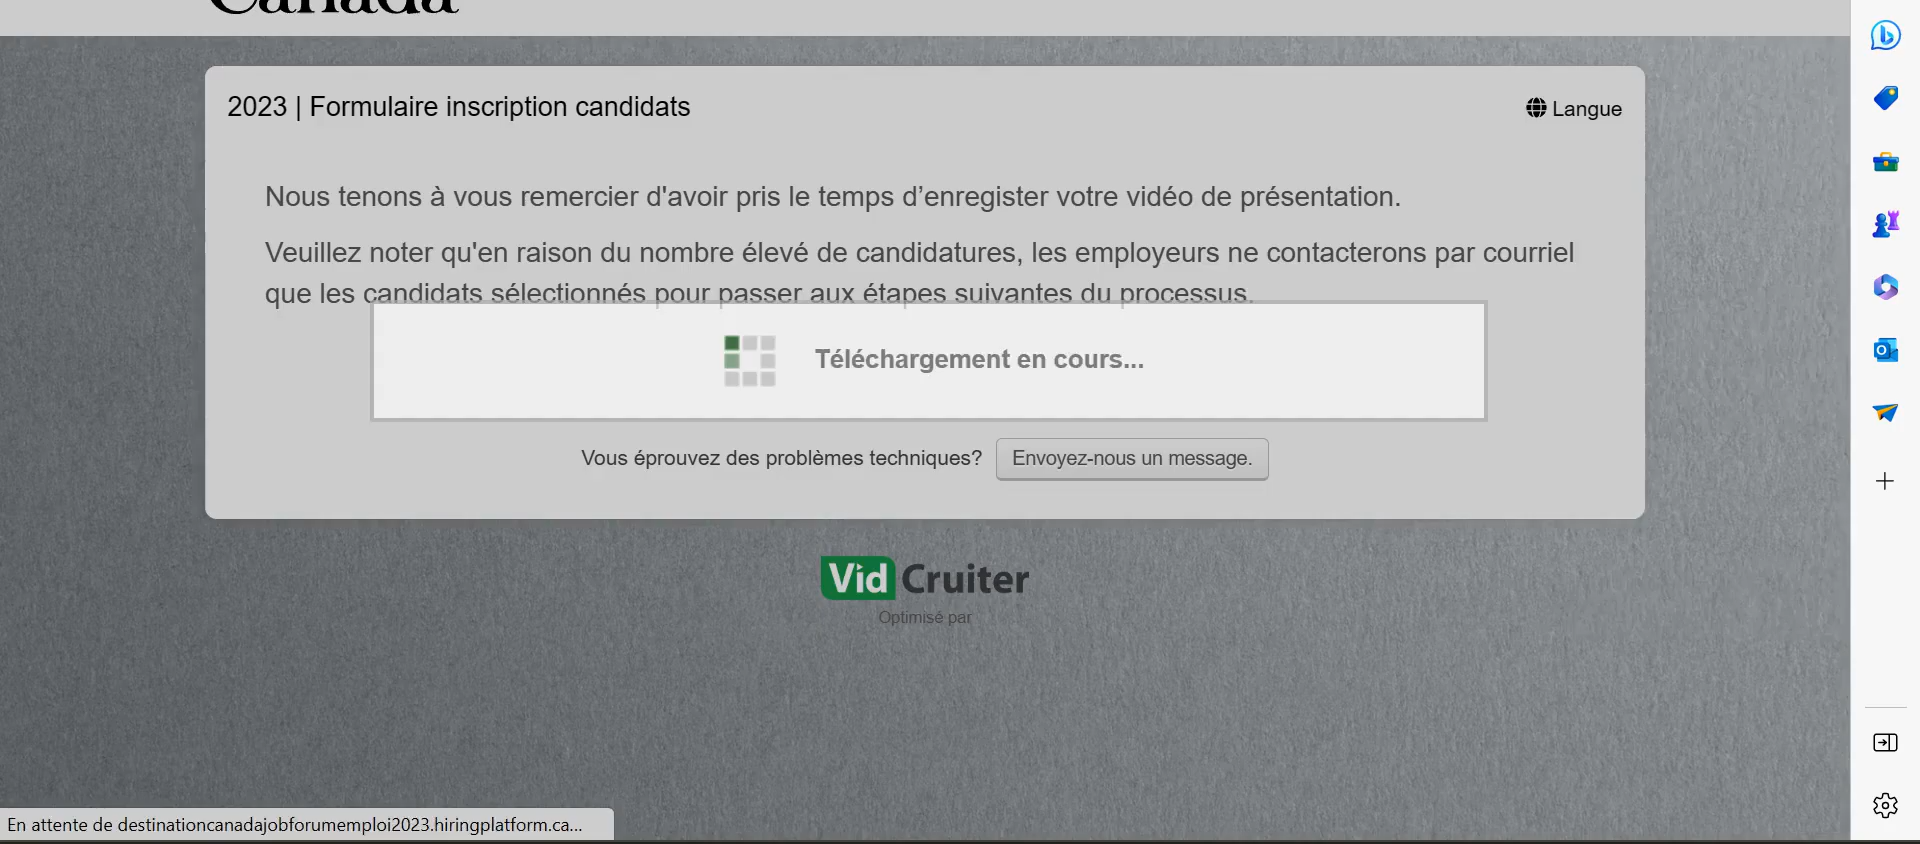 Canada
2023 | Formulaire inscription candidats
Langue
Nous tenons à vous remercier d'avoir pris le temps d’enregister votre vidéo de présentation.
Veuillez noter qu'en raison du nombre élevé de candidatures, les employeurs ne contacterons par courriel
que les candidats sélectionnés pour passer aux étapes suivantes du processus.
Téléchargement en cours...
Vous éprouvez des problèmes techniques?
Envoyez-nous un message.
VidCruiter
Optimisé par
En attente de destinationcanadajobforumemploi2023.hiringplatform.ca...